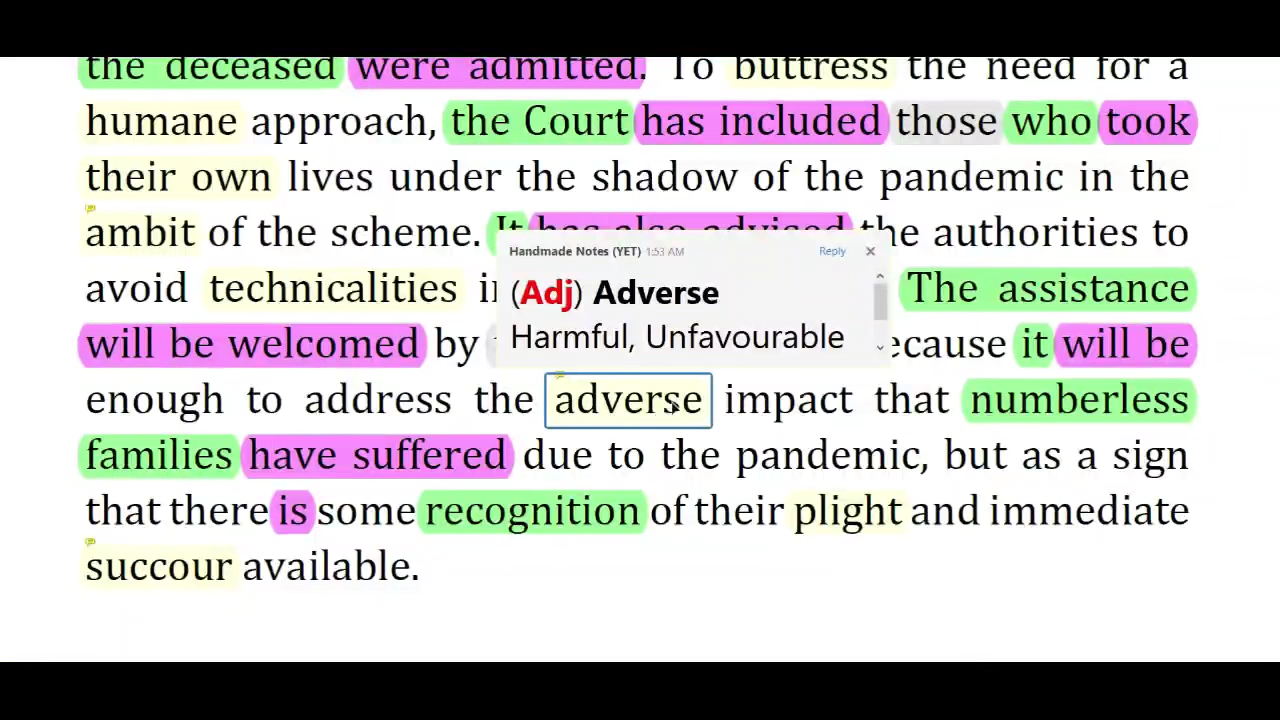 the deceased were admitted. To buttress the need for a
humane approach, the Court has included those who took
their own lives under the shadow of the pandemic in the
ambit of the scheme. It has also advised the authorities to
avoid technicalities The assistance
will be welcomed by ecause it will be
enough to address the adverse impact that numberless
families have suffered due to the pandemic, but as a sign
that there is some recognition of their plight and immediate
succour available.
Handmade Notes (YET) 1:53 AM Reply
(Adj) Adverse
Harmful, Unfavourable